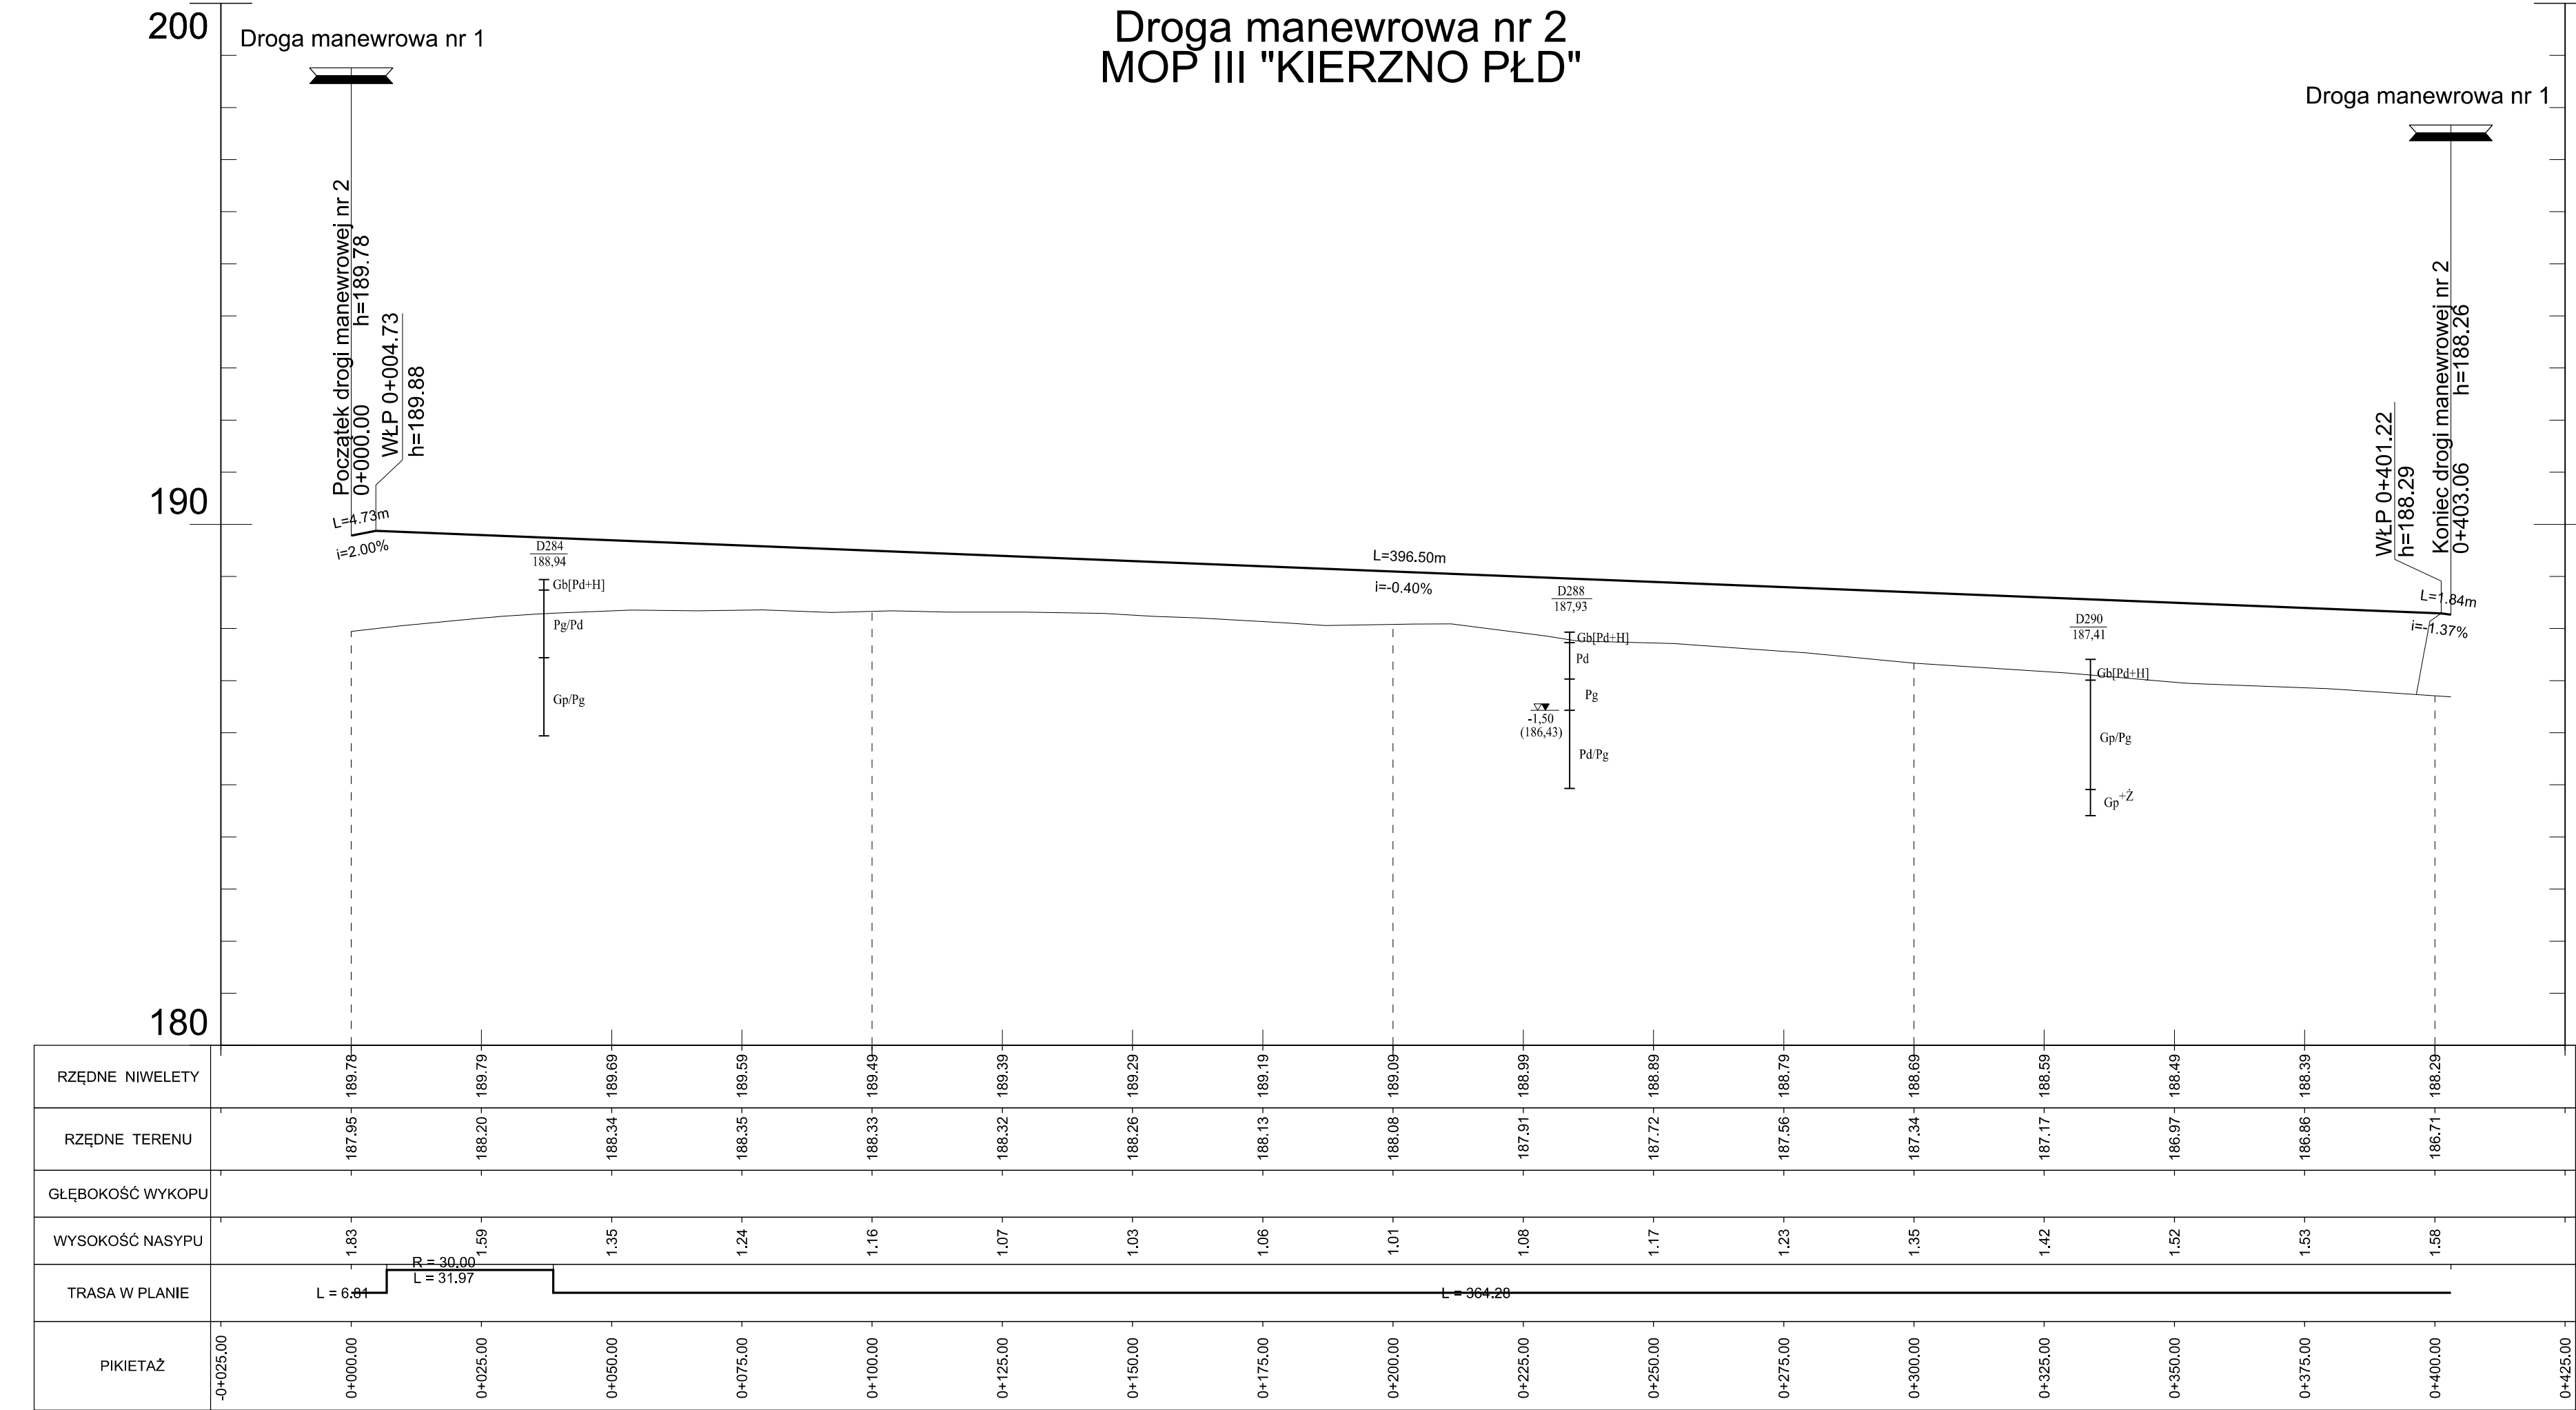 Droga manewrowa nr 2
MOP III "KIERZNO PŁD"
200
190
180
Droga manewrowa nr 1
Początek drogi manewrowej nr 2
0+000.00 h=189.78
WŁP 0+004.73
h=189.88
L=4.73m
i=2.00%
D284
188,94
Gb[Pd+H]
Pg/Pd
Gp/Pg
L=396.50m
i=-0.40%
D288
187,93
Gb[Pd+H]
Pd
Pg
-1,50
(186,43)
Pd/Pg
D290
187,41
Gb[Pd+H]
Gp/Pg
Gp+Ż
Droga manewrowa nr 1
WŁP 0+401.22
h=188.29
Koniec drogi manewrowej nr 2
0+403.06 h=188.26
L=1.84m
i=-1.37%
RZĘDNE NIWELETY 189.78 189.79 189.69 189.59 189.49 189.39 189.29 189.19 189.09 188.99 188.89 188.79 188.69 188.59 188.49 188.39 188.29
RZĘDNE TERENU 187.95 188.20 188.34 188.35 188.33 188.32 188.26 188.13 188.08 187.91 187.72 187.56 187.34 187.17 186.97 186.86 186.71
GŁĘBOKOŚĆ WYKOPU
WYSOKOŚĆ NASYPU 1.83 1.59 1.35 1.24 1.16 1.07 1.03 1.06 1.01 1.08 1.17 1.23 1.35 1.42 1.52 1.53 1.58
R = 30.00
L = 31.97
TRASA W PLANIE L = 6.81 L = 364.28
PIKIETAŻ -0+025.00 0+000.00 0+025.00 0+050.00 0+075.00 0+100.00 0+125.00 0+150.00 0+175.00 0+200.00 0+225.00 0+250.00 0+275.00 0+300.00 0+325.00 0+350.00 0+375.00 0+400.00 0+425.00